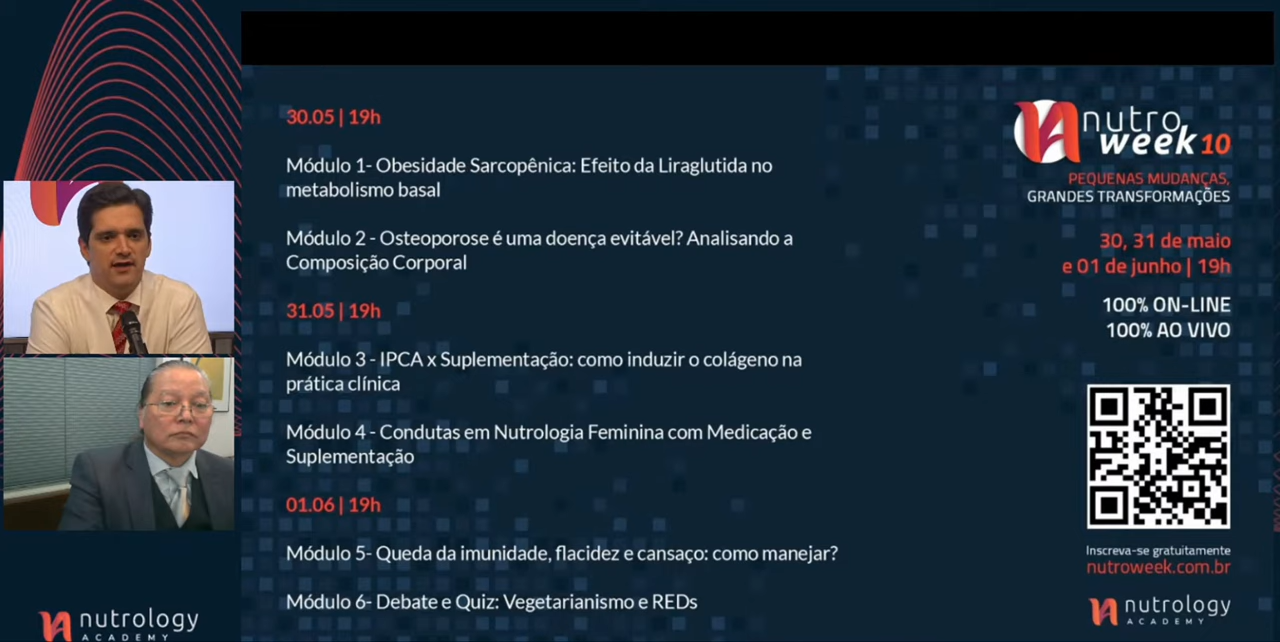 30.05 | 19h
Módulo 1- Obesidade Sarcopênica: Efeito da Liraglutida no
metabolismo basal
Módulo 2 - Osteoporose é uma doença evitável? Analisando a
Composição Corporal
31.05 | 19h
Módulo 3 - IPCA x Suplementação: como induzir o colágeno na
prática clínica
Módulo 4 - Condutas em Nutrologia Feminina com Medicação e
Suplementação
01.06 | 19h
Módulo 5- Queda da imunidade, flacidez e cansaço: como manejar?
Módulo 6- Debate e Quiz: Vegetarianismo e REDs
nutro
week 10
PEQUENAS MUDANÇAS,
GRANDES TRANSFORMAÇÕES
30, 31 de maio
e 01 de junho | 19h
100% ON-LINE
100% AO VIVO
Inscreva-se gratuitamente
nutroweek.com.br
nutrology
ACADEMY
nutrology
ACADEMY